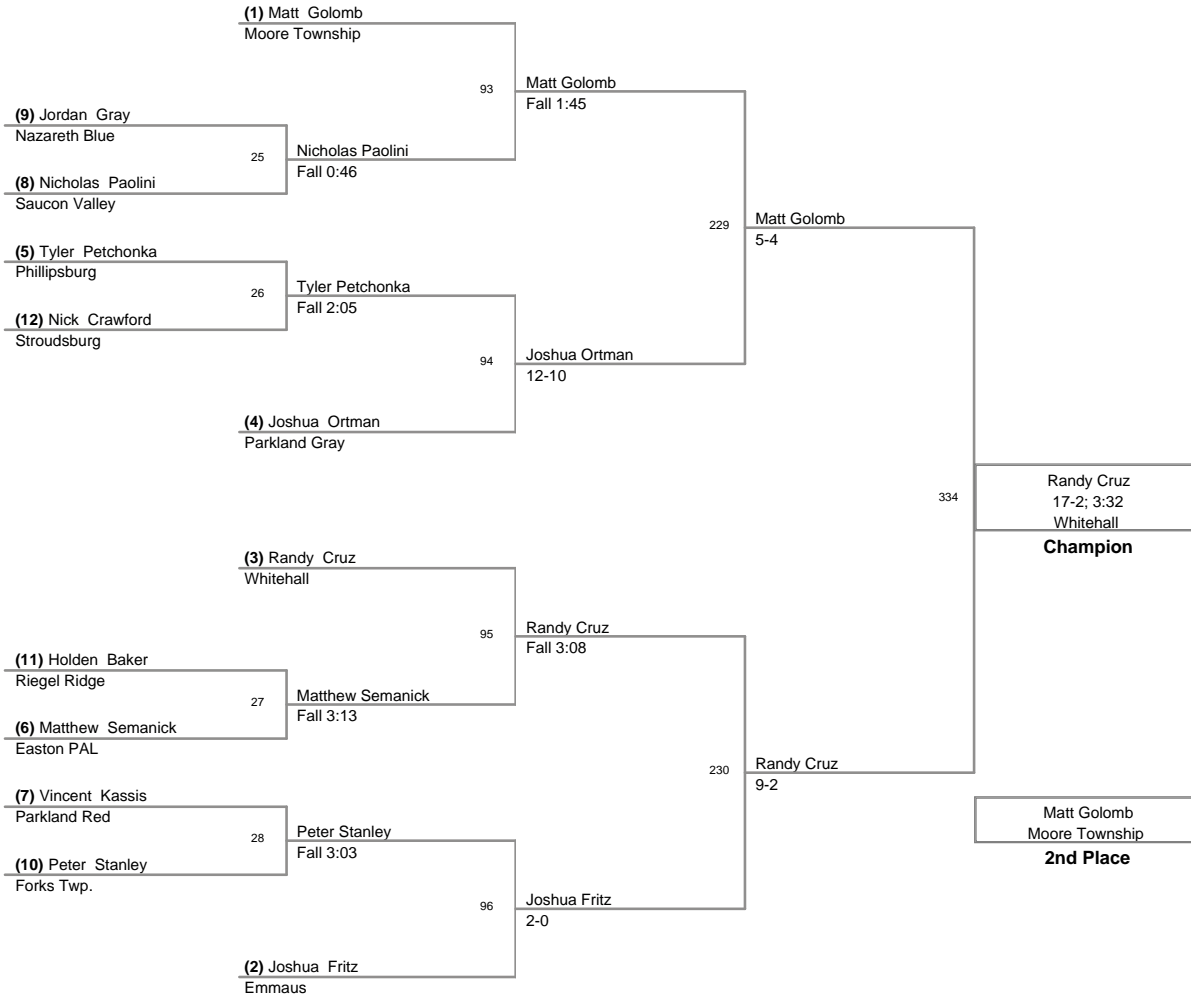 (1) Matt Golomb
Moore Township
93
Matt Golomb
Fall 1:45
(9) Jordan Gray
Nazareth Blue
25
Nicholas Paolini
Fall 0:46
(8) Nicholas Paolini
Saucon Valley
229
Matt Golomb
5-4
(5) Tyler Petchonka
Phillipsburg
26
Tyler Petchonka
Fall 2:05
(12) Nick Crawford
Stroudsburg
94
Joshua Ortman
12-10
(4) Joshua Ortman
Parkland Gray
334
Randy Cruz
17-2; 3:32
Whitehall
Champion
(3) Randy Cruz
Whitehall
95
Randy Cruz
Fall 3:08
(11) Holden Baker
Riegel Ridge
27
Matthew Semanick
Fall 3:13
(6) Matthew Semanick
Easton PAL
230
Randy Cruz
9-2
(7) Vincent Kassis
Parkland Red
28
Peter Stanley
Fall 3:03
(10) Peter Stanley
Forks Twp.
Matt Golomb
Moore Township
2nd Place
96
Joshua Fritz
2-0
(2) Joshua Fritz
Emmaus